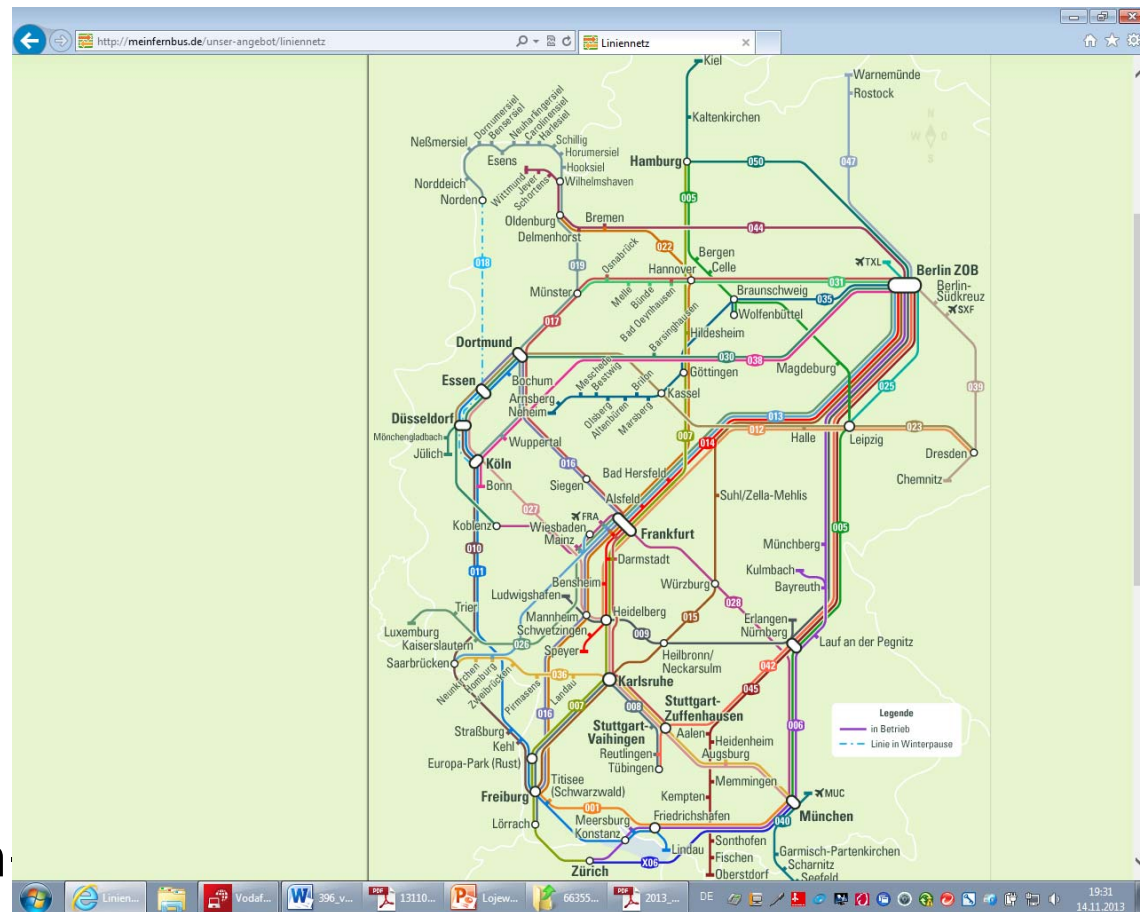 http://meinfernbus.de/unser-angebot/liniennetz
Liniennetz
Kiel
Warnemünde
Rostock
Kaltenkirchen
Dornumersiel
Bensersiel
Neuharlingersiel
Carolinensiel
Harlesiel
Neßmersiel
Schillig
Horumersiel
Hooksiel
Esens
Hamburg
050
047
N
W
O
S
Norddeich
Norden
Wittmund
Jever
Schortens
Wilhelmshaven
005
Oldenburg
Bremen
Delmenhorst
044
022
Bergen
Celle
TXL
018
019
Osnabrück
Hannover
031
Berlin ZOB
Berlin-
Südkreuz
SXF
Münster
Melle
Bünde
Bad Oeynhausen
Braunschweig
035
Wolfenbüttel
017
Barsinghausen
Hildesheim
Dortmund
030
038
Magdeburg
025
039
Göttingen
Essen
Bochum
Arnsberg
Neheim
Meschede
Bestwig
Olsberg
Altenbüren
Brilon
Marsberg
Kassel
013
Düsseldorf
Mönchengladbach
Jülich
Wuppertal
007
012
014
Halle
Leipzig
023
Dresden
Chemnitz
Köln
016
Bonn
Siegen
Bad Hersfeld
Suhl/Zella-Mehlis
027
Alsfeld
Koblenz
Wiesbaden
Mainz
FRA
Frankfurt
005
010
011
Darmstadt
Münchberg
Bensheim
Würzburg
Kulmbach
Bayreuth
Ludwigshafen
028
Trier
Mannheim
Heidelberg
015
Erlangen
Nürnberg
Luxemburg
Kaiserslautern
Schwetzingen
Speyer
009
026
Lauf an der Pegnitz
Saarbrücken
Heilbronn/
Neckarsulm
042
Neunkirchen
Homburg
Zweibrücken
Pirmasens
Landau
036
Karlsruhe
045
016
007
008
Stuttgart-
Zuffenhausen
006
Straßburg
Kehl
Stuttgart-
Vaihingen
Aalen
Heidenheim
Legende
in Betrieb
Linie in Winterpause
Europa-Park (Rust)
Reutlingen
Tübingen
Augsburg
Titisee
(Schwarzwald)
Memmingen
Freiburg
Kempten
MUC
001
München
Lörrach
Meersburg
Konstanz
Friedrichshafen
040
Lindau
Sonthofen
Fischen
Oberstdorf
Garmisch-Partenkirchen
Scharnitz
Seefeld
Zürich
X06
Linien...
Vodaf...
396_v...
13110...
Lojew...
66355...
2013_...
DE
19:31
14.11.2013